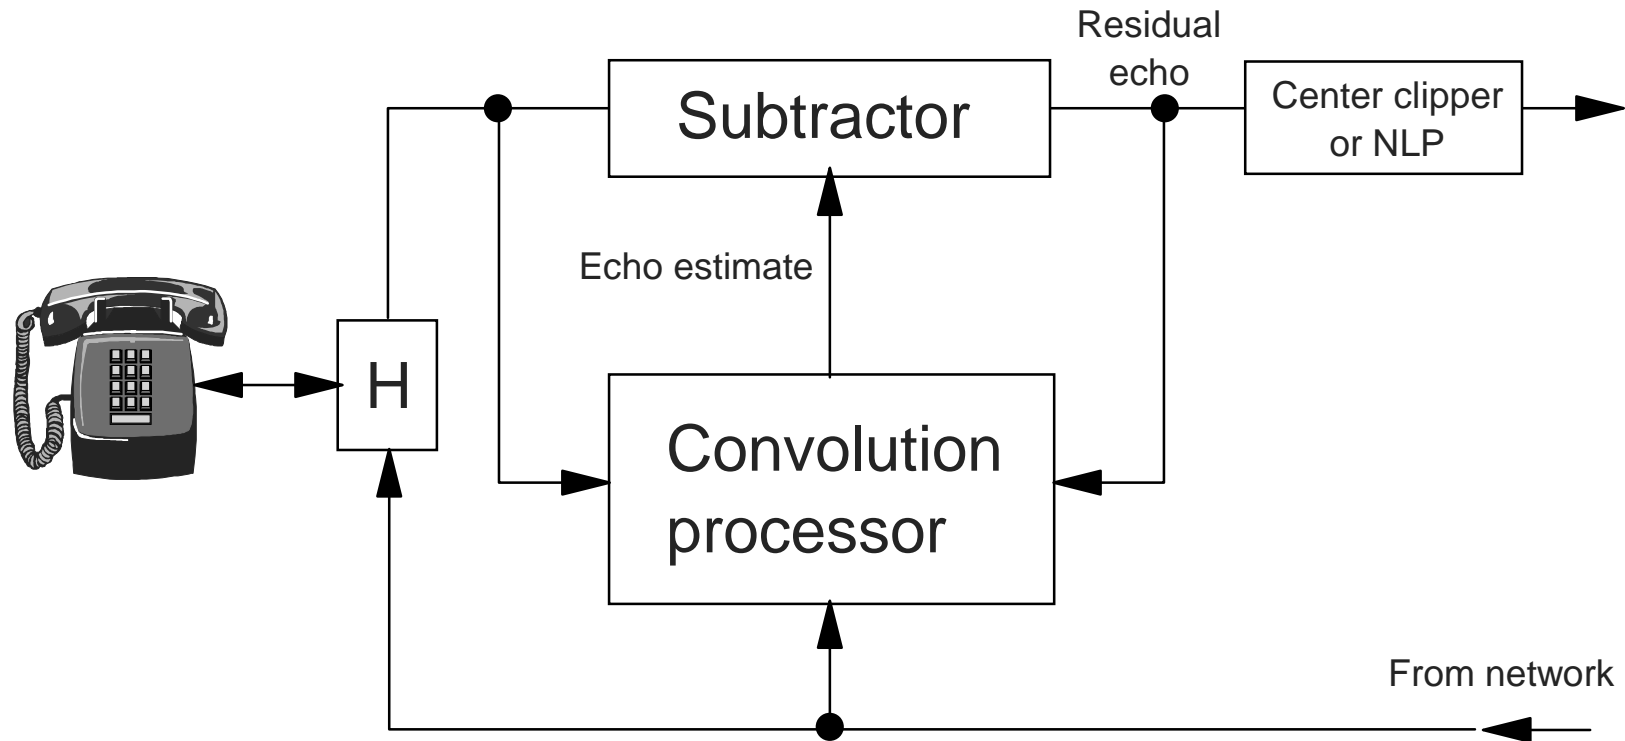 Residual
echo
Subtractor
Center clipper
or NLP
Echo estimate
H
Convolution
processor
From network